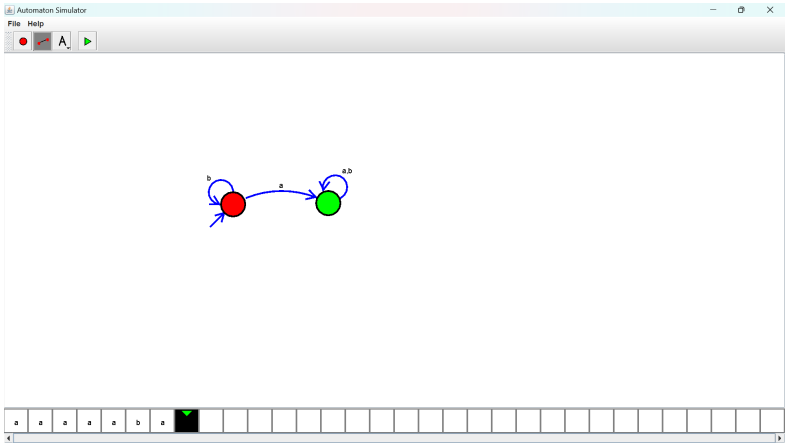 Automaton Simulator
File Help
A
b
a
a,b
a a a a a b a